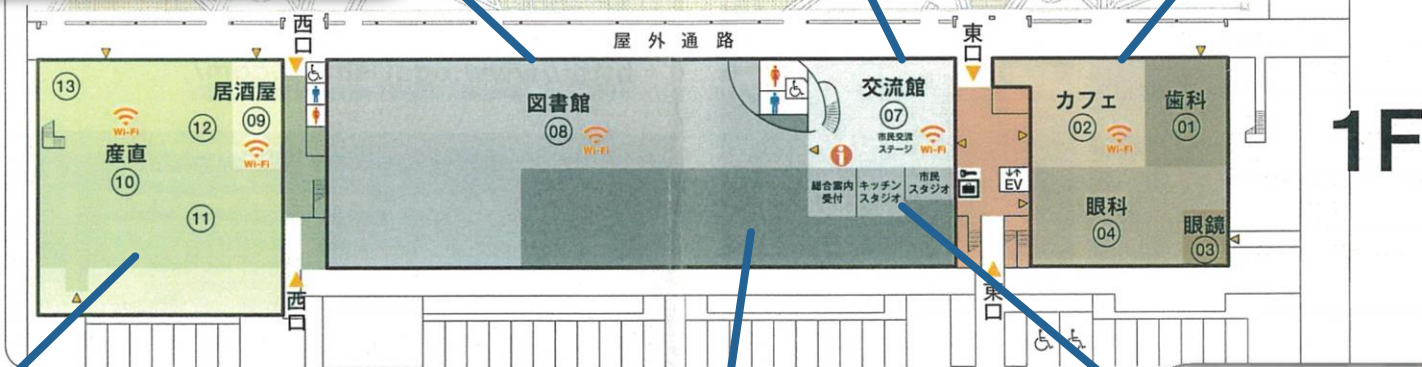 西口
屋外通路
東口
13
居酒屋
09
Wi-Fi
12
Wi-Fi
産直
10
11
図書館
08
Wi-Fi
交流館
07
市民交流
ステージ
Wi-Fi
i
総合案内
受付
キッチン
スタジオ
市民
スタジオ
EV
カフェ
02
Wi-Fi
歯科
01
眼科
04
眼鏡
03
1F
西口
東口